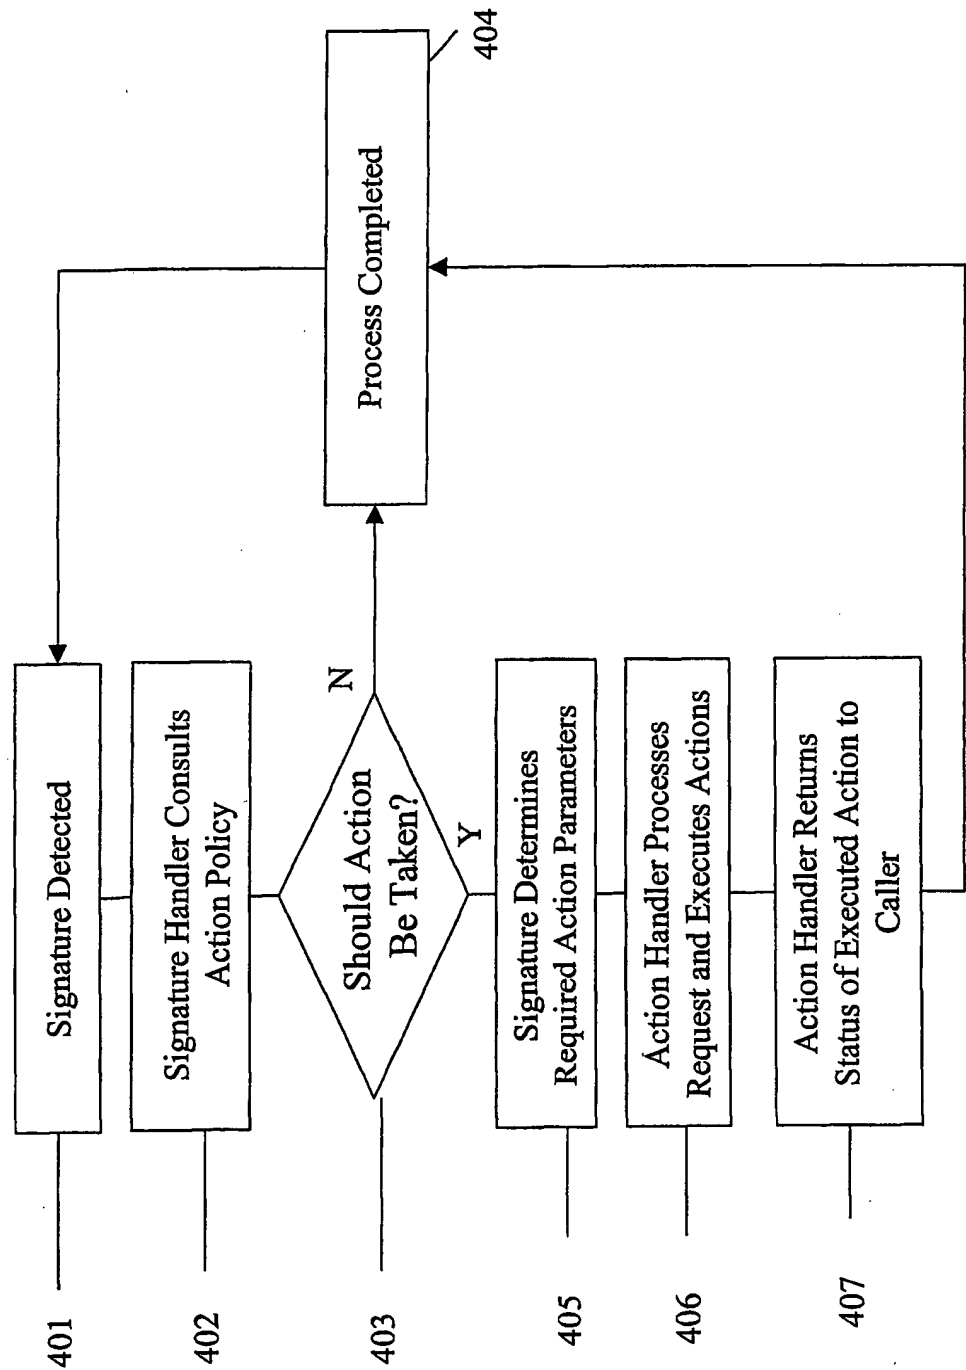 401
Signature Detected
402
Signature Handler Consults
Action Policy
403
Should Action
Be Taken?
N
Y
Process Completed
404
405
Signature Determines
Required Action Parameters
406
Action Handler Processes
Request and Executes Actions
407
Action Handler Returns
Status of Executed Action to
Caller